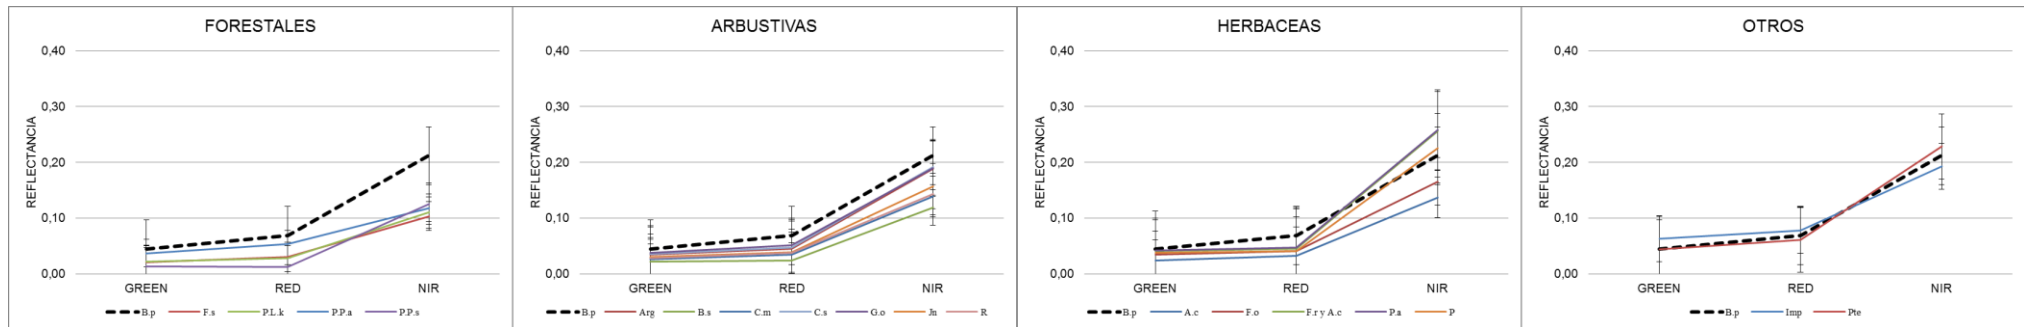 FORESTALES
REFLECTANCIA
0,40
0,30
0,20
0,10
0,00
GREEN RED NIR
B.p F.s P.L.k P.P.a P.P.s
ARBUSTIVAS
REFLECTANCIA
0,40
0,30
0,20
0,10
0,00
GREEN RED NIR
B.p Arg B.s C.m C.s G.o Jn R
HERBACEAS
REFLECTANCIA
0,40
0,30
0,20
0,10
0,00
GREEN RED NIR
B.p A.c F.o F.r y A.c P.a P
OTROS
REFLECTANCIA
0,40
0,30
0,20
0,10
0,00
GREEN RED NIR
B.p Imp Pte